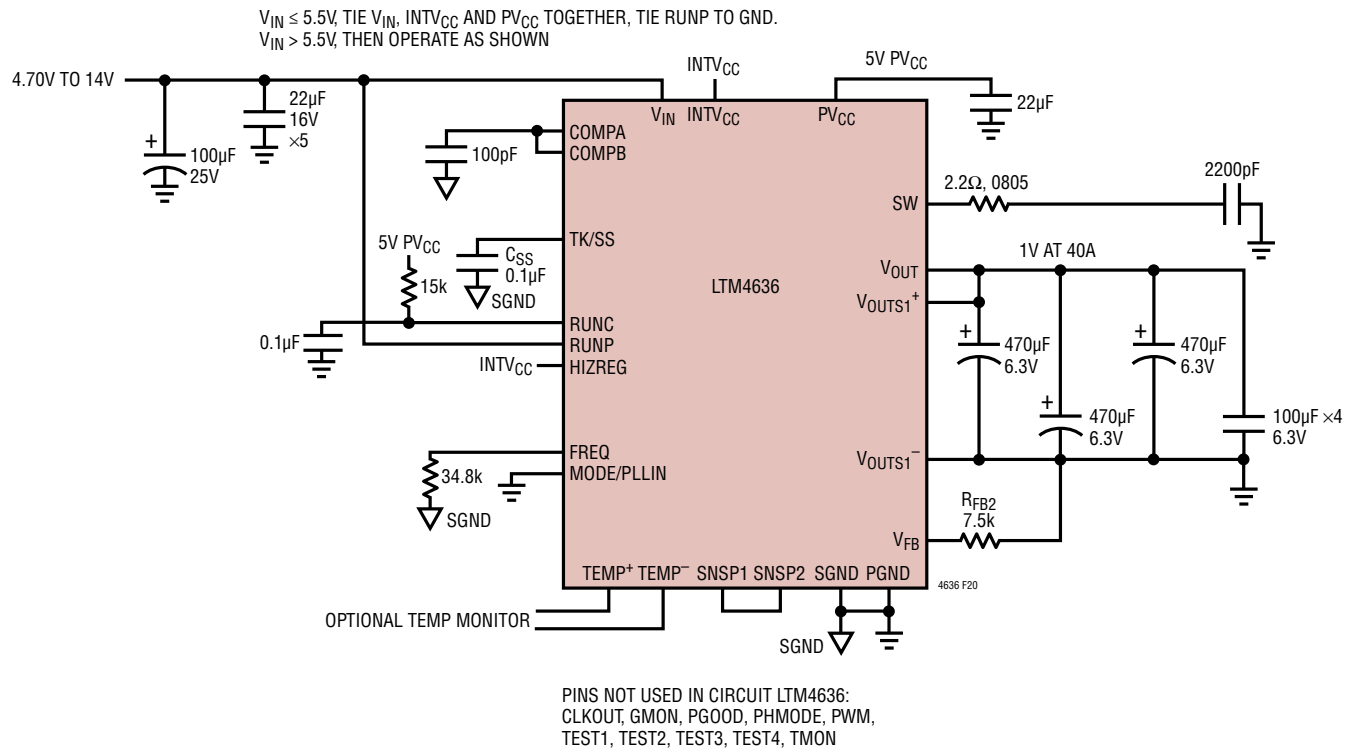 V_IN ≤ 5.5V, TIE V_IN, INTV_CC AND PV_CC TOGETHER, TIE RUNP TO GND.
V_IN > 5.5V, THEN OPERATE AS SHOWN
4.70V TO 14V
INTV_CC
5V PV_CC
22µF
16V
×5
+
100µF
25V
V_IN
INTV_CC
PV_CC
22µF
COMPA
COMPB
100pF
2.2Ω, 0805
2200pF
SW
TK/SS
C_SS
0.1µF
SGND
5V PV_CC
15k
1V AT 40A
V_OUT
V_OUTS1^+
LTM4636
RUNC
RUNP
HIZREG
0.1µF
INTV_CC
+
470µF
6.3V
+
470µF
6.3V
+
470µF
6.3V
100µF ×4
6.3V
FREQ
MODE/PLLIN
34.8k
SGND
V_OUTS1^–
R_FB2
7.5k
V_FB
TEMP^+ TEMP^– SNSP1 SNSP2 SGND PGND
4636 F20
OPTIONAL TEMP MONITOR
SGND
PINS NOT USED IN CIRCUIT LTM4636:
CLKOUT, GMON, PGOOD, PHMODE, PWM,
TEST1, TEST2, TEST3, TEST4, TMON